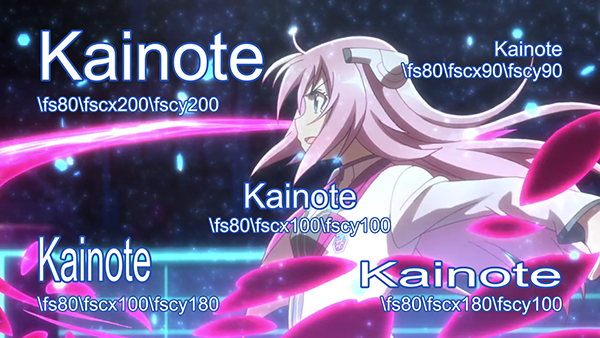 Kainote
\fs80\fscx200\fscy200
Kainote
\fs80\fscx90\fscy90
Kainote
\fs80\fscx100\fscy100
Kainote
\fs80\fscx100\fscy180
Kainote
\fs80\fscx180\fscy100